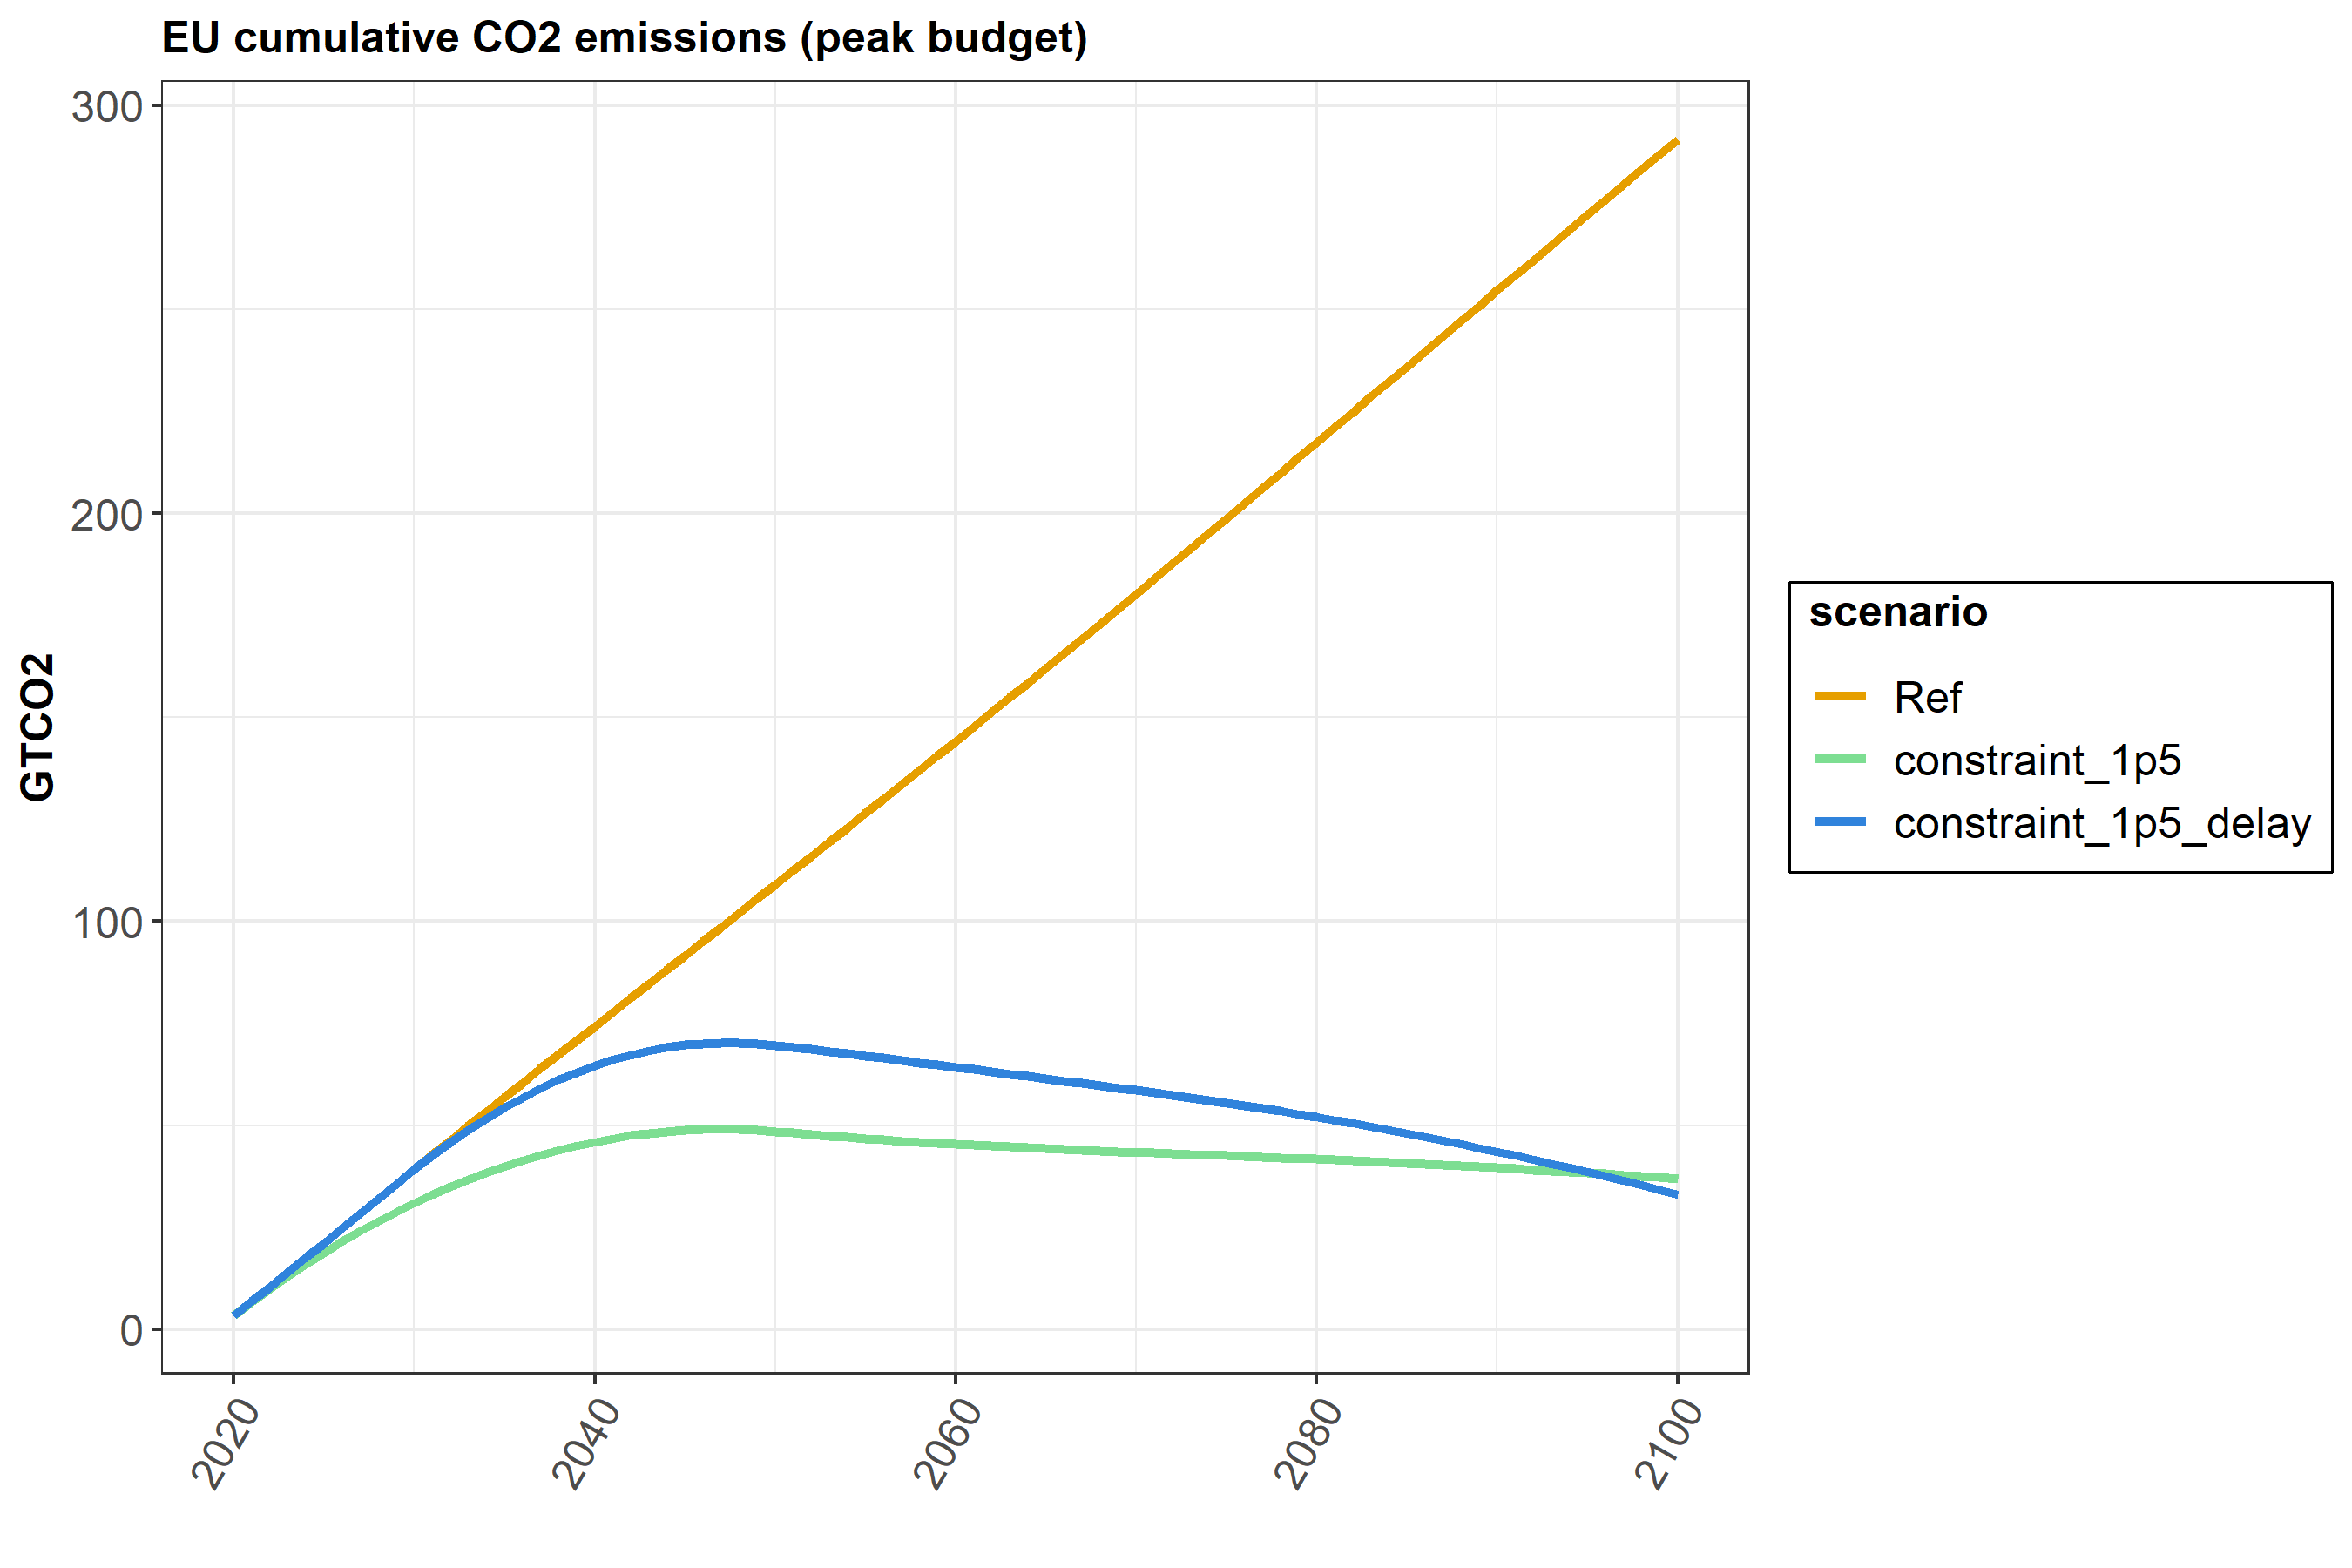 EU cumulative CO2 emissions (peak budget)
300
200
100
0
GTCO2
2020
2040
2060
2080
2100
scenario
Ref
constraint_1p5
constraint_1p5_delay